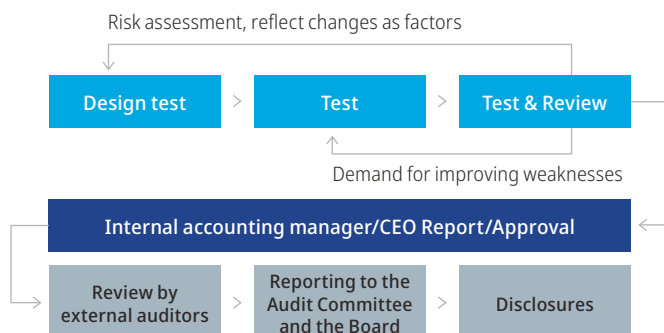 Risk assessment, reflect changes as factors
Design test
>
Test
>
Test & Review
Demand for improving weaknesses
Internal accounting manager/CEO Report/Approval
Review by
external auditors
>
Reporting to the
Audit Committee
and the Board
>
Disclosures